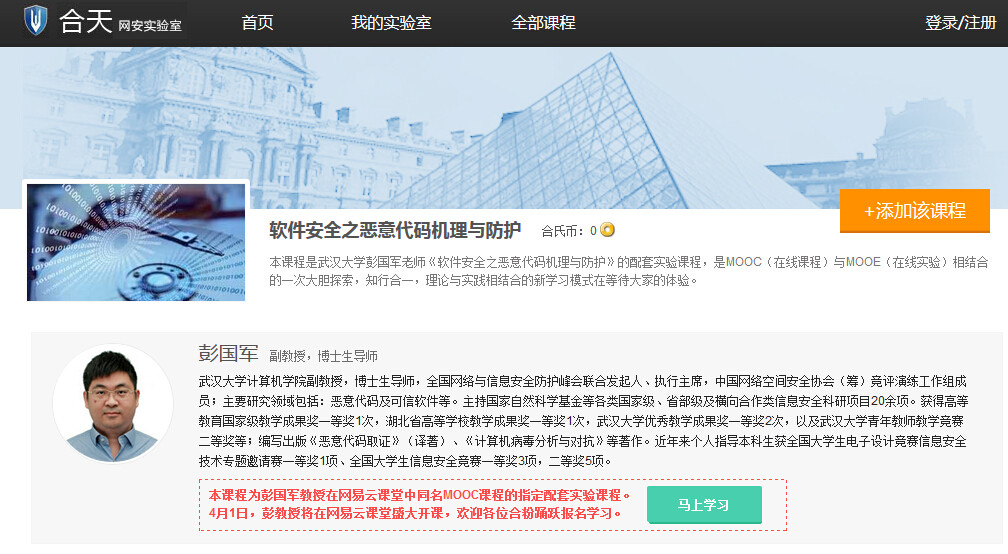 合天 网安实验室 首页 我的实验室 全部课程 登录/注册
+添加该课程
软件安全之恶意代码机理与防护 合氏币：0
本课程是武汉大学彭国军老师《软件安全之恶意代码机理与防护》的配套实验课程，是MOOC（在线课程）与MOOE（在线实验）相结合
的一次大胆探索，知行合一，理论与实践相结合的新学习模式在等待大家的体验。
彭国军 副教授，博士生导师
武汉大学计算机学院副教授，博士生导师，全国网络与信息安全防护峰会联合发起人、执行主席，中国网络空间安全协会（筹）竞评演练工作组成
员；主要研究领域包括：恶意代码及可信软件等。主持国家自然科学基金等各类国家级、省部级及横向合作类信息安全科研项目20余项。获得高等
教育国家级教学成果奖一等奖1次，湖北省高等学校教学成果奖一等奖1次，武汉大学优秀教学成果奖一等奖2次，以及武汉大学青年教师教学竞赛
二等奖等；编写出版《恶意代码取证》（译著）、《计算机病毒分析与对抗》等著作。近年来个人指导本科生获全国大学生电子设计竞赛信息安全
技术专题邀请赛一等奖1项、全国大学生信息安全竞赛一等奖3项，二等奖5项。
本课程为彭国军教授在网易云课堂中同名MOOC课程的指定配套实验课程。
4月1日，彭教授将在网易云课堂盛大开课，欢迎各位合粉踊跃报名学习。
马上学习